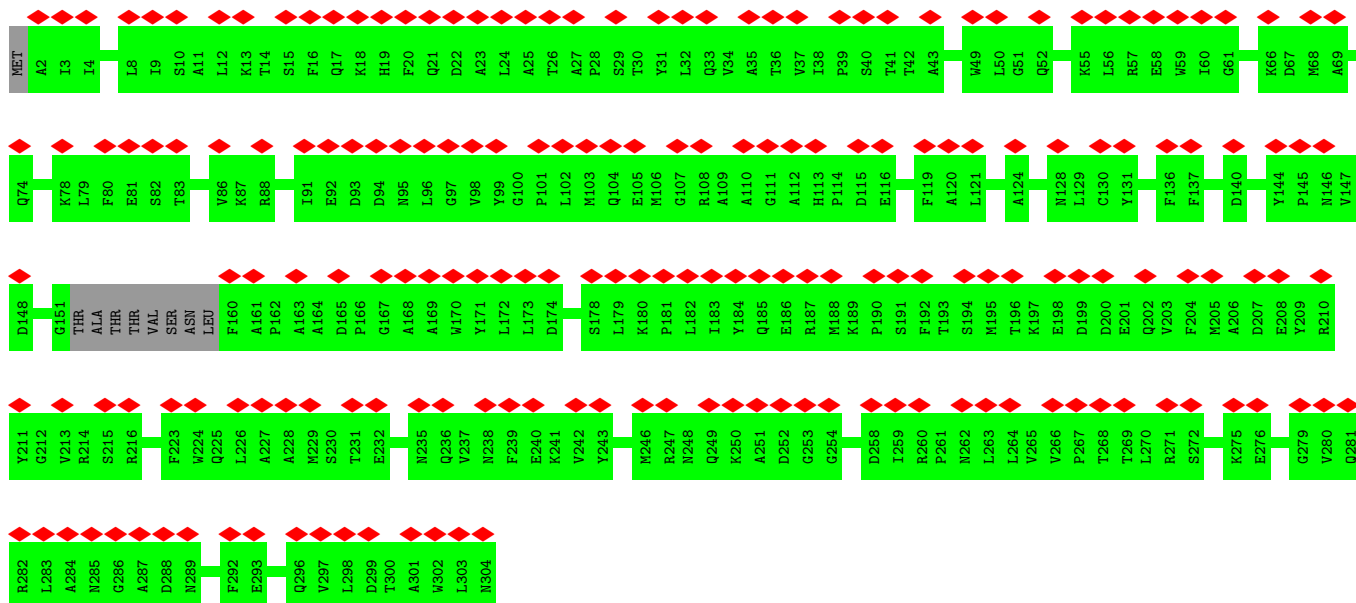 MET A2 I3 I4 L8 I9 S10 A11 L12 K13 T14 S15 F16 Q17 K18 H19 F20 Q21 D22 A23 L24 A25 T26 A27 P28 S29 T30 Y31 L32 Q33 V34 A35 T36 V37 I38 P39 S40 T41 T42 A43 W49 L50 G51 Q52 K55 L56 R57 E58 W59 I60 G61 K66 D67 M68 A69
Q74 K78 L79 F80 E81 S82 T83 V86 K87 R88 I91 E92 D93 D94 N95 L96 G97 V98 Y99 G100 P101 L102 M103 Q104 E105 M106 G107 R108 A109 A110 G111 A112 H113 P114 D115 E116 F119 A120 L121 A124 N128 L129 C130 Y131 F136 F137 D140 Y144 P145 N146 V147
D148 G151 THR ALA THR THR VAL SER ASN LEU F160 A161 P162 A163 A164 D165 P166 G167 A168 A169 W170 Y171 L172 L173 D174 S178 L179 K180 P181 L182 I183 Y184 Q185 E186 R187 M188 K189 P190 S191 F192 T193 S194 M195 T196 K197 E198 D199 D200 E201 Q202 V203 F204 M205 A206 D207 E208 Y209 R210
Y211 G212 V213 R214 S215 R216 F223 W224 Q225 L226 A227 A228 M229 S230 T231 E232 N235 Q236 V237 N238 F239 E240 K241 V242 Y243 M246 R247 N248 Q249 K250 A251 D252 G253 G254 D258 I259 R260 P261 N262 L263 L264 V265 V266 P267 T268 T269 L270 R271 S272 K275 E276 G279 V280 Q281
R282 L283 A284 N285 G286 A287 D288 N289 F292 E293 Q296 V297 L298 D299 T300 A301 W302 L303 N304